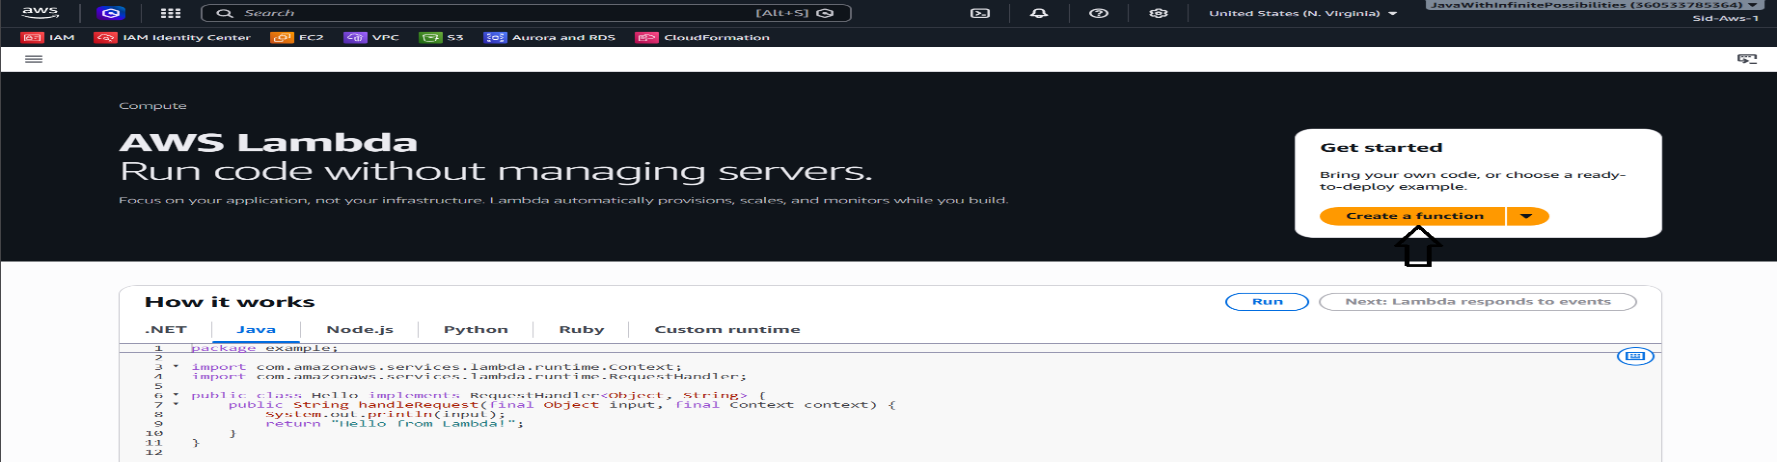 aws
Search
[Alt+S]
United States (N. Virginia)
JavaWithInfinitePossibilities (360533785364)
Sid-Aws-1
IAM
IAM Identity Center
EC2
VPC
S3
Aurora and RDS
CloudFormation
Compute
AWS Lambda
Run code without managing servers.
Focus on your application, not your infrastructure. Lambda automatically provisions, scales, and monitors while you build.
Get started
Bring your own code, or choose a ready-
to-deploy example.
Create a function
How it works
Run
Next: Lambda responds to events
.NET
Java
Node.js
Python
Ruby
Custom runtime
1 package example;
2
3 import com.amazonaws.services.lambda.runtime.Context;
4 import com.amazonaws.services.lambda.runtime.RequestHandler;
5
6 public class Hello implements RequestHandler<Object, String> {
7 public String handleRequest(final Object input, final Context context) {
8 System.out.println(input);
9 return "Hello from Lambda!";
10 }
11 }
12